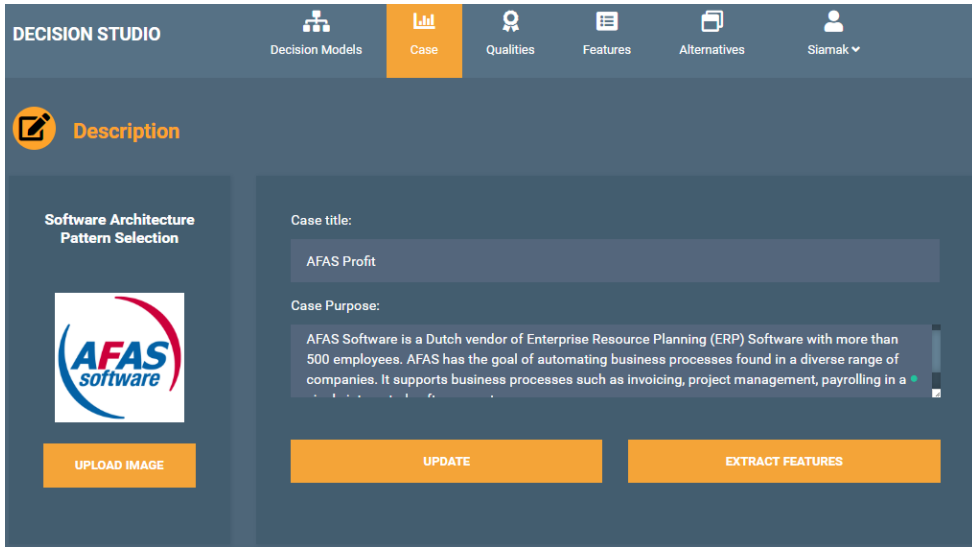 DECISION STUDIO
Decision Models
Case
Qualities
Features
Alternatives
Siamak
Description
Software Architecture
Pattern Selection
AFAS
software
UPLOAD IMAGE
Case title:
AFAS Profit
Case Purpose:
AFAS Software is a Dutch vendor of Enterprise Resource Planning (ERP) Software with more than
500 employees. AFAS has the goal of automating business processes found in a diverse range of
companies. It supports business processes such as invoicing, project management, payrolling in a
UPDATE
EXTRACT FEATURES